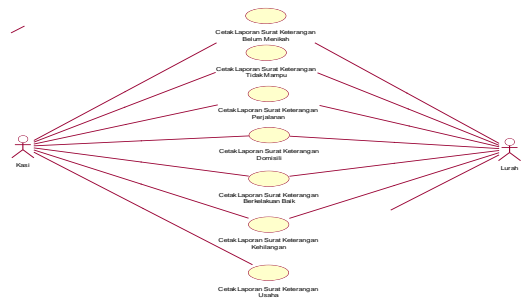 Cetak Laporan Surat Keterangan
Belum Menikah
Cetak Laporan Surat Keterangan
Tidak Mampu
Cetak Laporan Surat Keterangan
Perjalanan
Cetak Laporan Surat Keterangan
Domisili
Kasi
Lurah
Cetak Laporan Surat Keterangan
Berkelakuan Baik
Cetak Laporan Surat Keterangan
Kehilangan
Cetak Laporan Surat Keterangan
Usaha